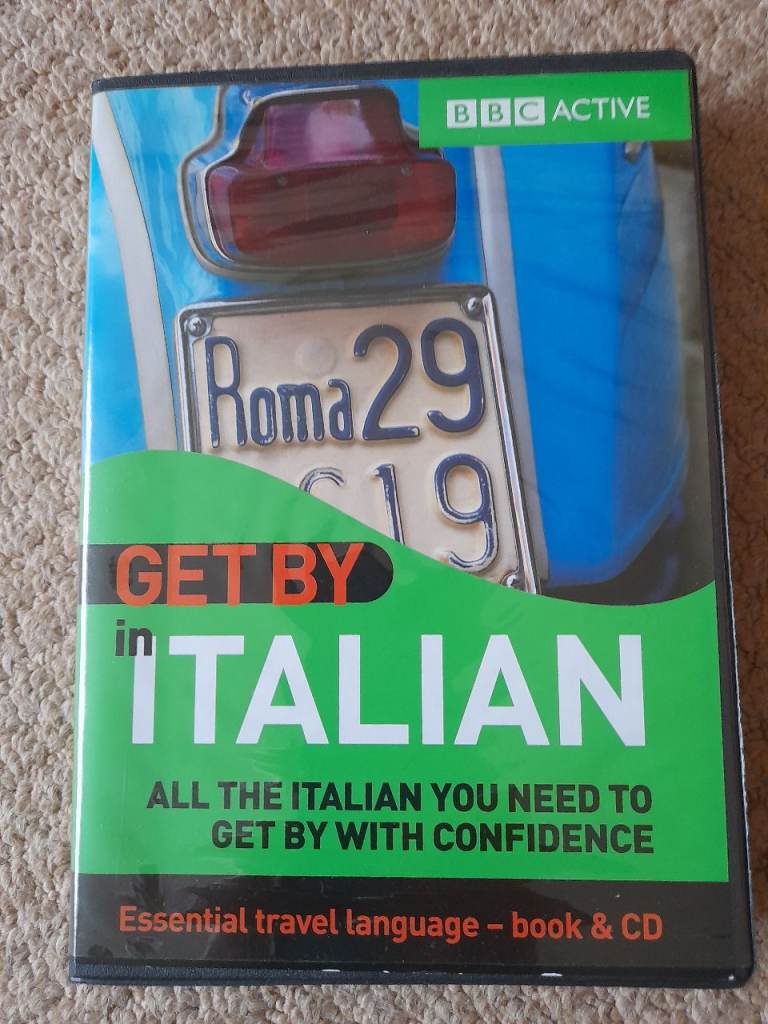 BBC ACTIVE
Roma 29
19
GET BY
in
ITALIAN
ALL THE ITALIAN YOU NEED TO
GET BY WITH CONFIDENCE
Essential travel language – book & CD